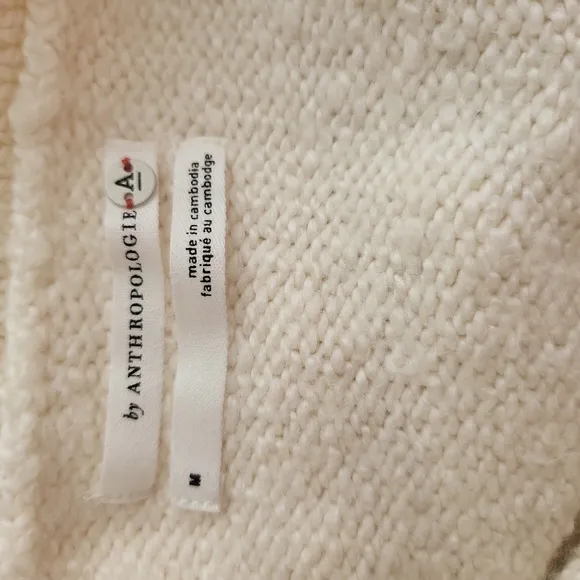 by ANTHROPOLOGIE A
M
made in cambodia
fabriqué au cambodge